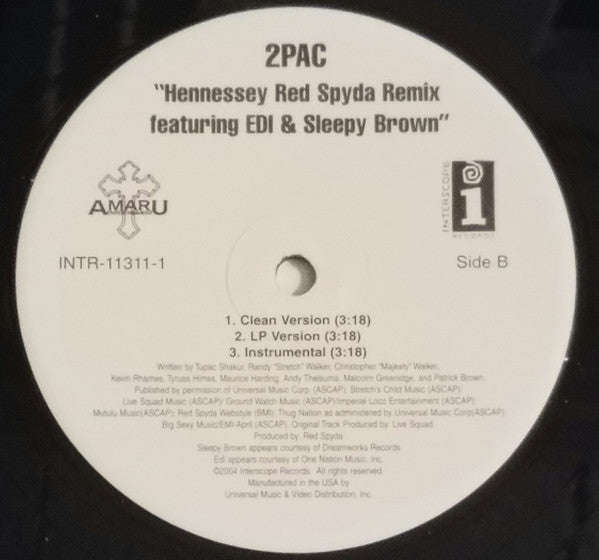 2PAC
"Hennessey Red Spyda Remix
featuring EDI & Sleepy Brown"
AMARU
INTERSCOPE
i
RECORDS
INTR-11311-1
Side B
1. Clean Version (3:18)
2. LP Version (3:18)
3. Instrumental (3:18)
Written by Tupac Shakur, Randy "Stretch" Walker, Christopher "Majesty" Walker,
Kevin Rhames, Tyruss Himes, Maurice Harding, Andy Thelsuma, Malcolm Greenidge, and Patrick Brown.
Published by permission of Universal Music Corp. (ASCAP); Stretch's Child Music (ASCAP);
Live Squad Music (ASCAP); Ground Watch Music (ASCAP)/Imperial Loco Entertainment (ASCAP);
Mutulu Music(ASCAP); Red Spyda Webstyle (BMI); Thug Nation as administered by Universal Music Corp(ASCAP);
Big Sexy Music/EMI-April (ASCAP). Original Track Produced by: Live Squad.
Produced by: Red Spyda
Sleepy Brown appears courtesy of Dreamworks Records
Edi appears courtesy of One Nation Music, Inc.
©2004 Interscope Records. All rights reserved.
Manufactured in the USA by
Universal Music & Video Distribution, Inc.